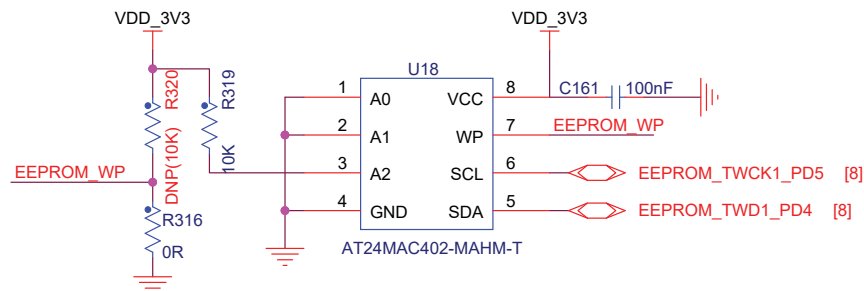 VDD_3V3
VDD_3V3
U18
R320
R319
DNP(10K)
10K
1 A0 VCC 8
C161 100nF
2 A1 WP 7 EEPROM_WP
EEPROM_WP
3 A2 SCL 6 EEPROM_TWCK1_PD5 [8]
4 GND SDA 5 EEPROM_TWD1_PD4 [8]
R316
0R
AT24MAC402-MAHM-T